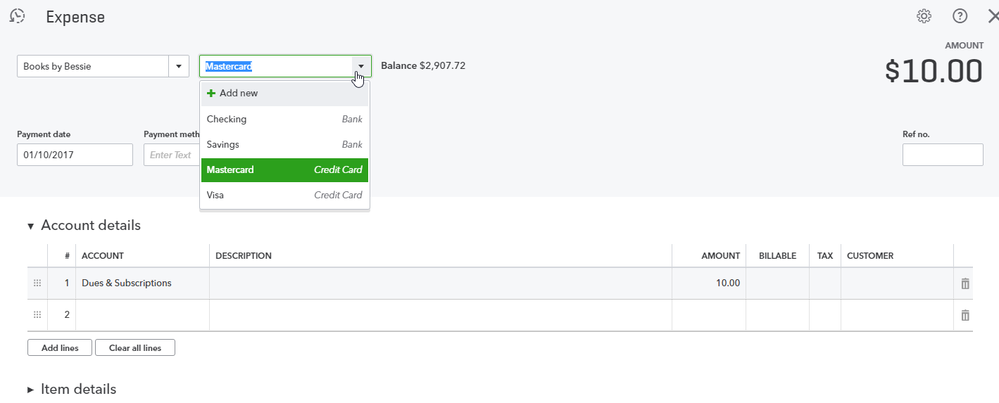 Expense
AMOUNT
Books by Bessie
Mastercard
Balance $2,907.72
$10.00
+ Add new
Checking Bank
Savings Bank
Mastercard Credit Card
Visa Credit Card
Payment date
Payment meth
Ref no.
01/10/2017
Enter Text
Account details
# ACCOUNT DESCRIPTION AMOUNT BILLABLE TAX CUSTOMER
1 Dues & Subscriptions 10.00
2
Add lines Clear all lines
Item details